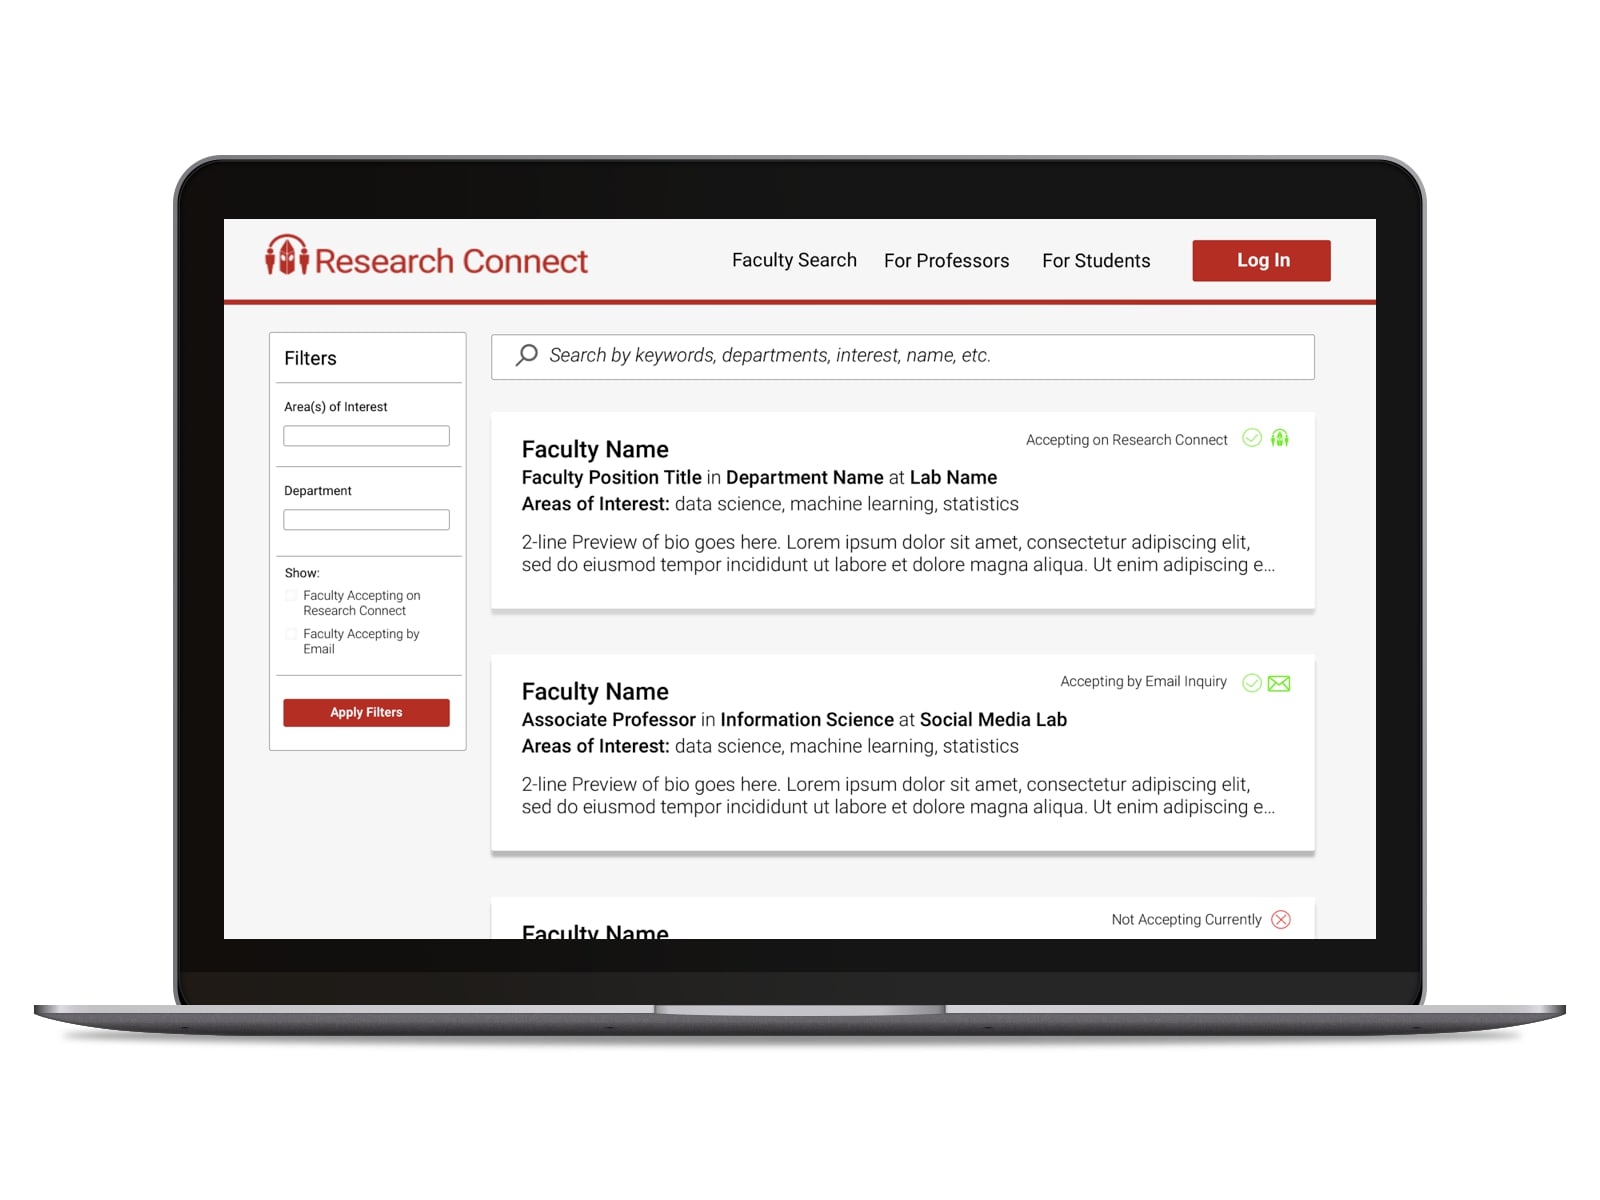 Research Connect
Faculty Search
For Professors
For Students
Log In
Filters
Area(s) of Interest
Department
Show:
Faculty Accepting on
Research Connect
Faculty Accepting by
Email
Apply Filters
Search by keywords, departments, interest, name, etc.
Accepting on Research Connect
Faculty Name
Faculty Position Title in Department Name at Lab Name
Areas of Interest: data science, machine learning, statistics
2-line Preview of bio goes here. Lorem ipsum dolor sit amet, consectetur adipiscing elit,
sed do eiusmod tempor incididunt ut labore et dolore magna aliqua. Ut enim adipiscing e...
Accepting by Email Inquiry
Faculty Name
Associate Professor in Information Science at Social Media Lab
Areas of Interest: data science, machine learning, statistics
2-line Preview of bio goes here. Lorem ipsum dolor sit amet, consectetur adipiscing elit,
sed do eiusmod tempor incididunt ut labore et dolore magna aliqua. Ut enim adipiscing e...
Not Accepting Currently
Faculty Name